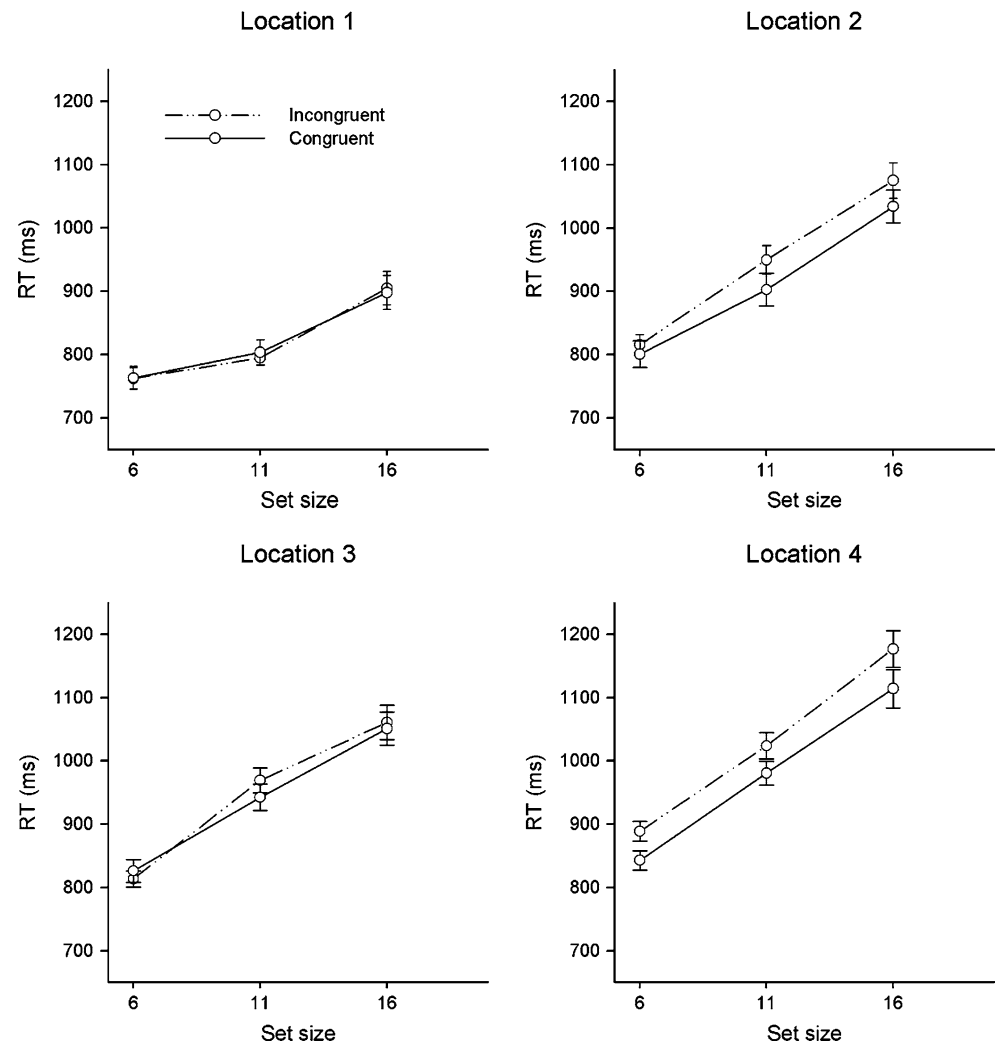 Location 1
1200
1100
1000
900
800
700
RT (ms)
Incongruent
Congruent
6 11 16
Set size
Location 2
1200
1100
1000
900
800
700
RT (ms)
6 11 16
Set size
Location 3
1200
1100
1000
900
800
700
RT (ms)
6 11 16
Set size
Location 4
1200
1100
1000
900
800
700
RT (ms)
6 11 16
Set size